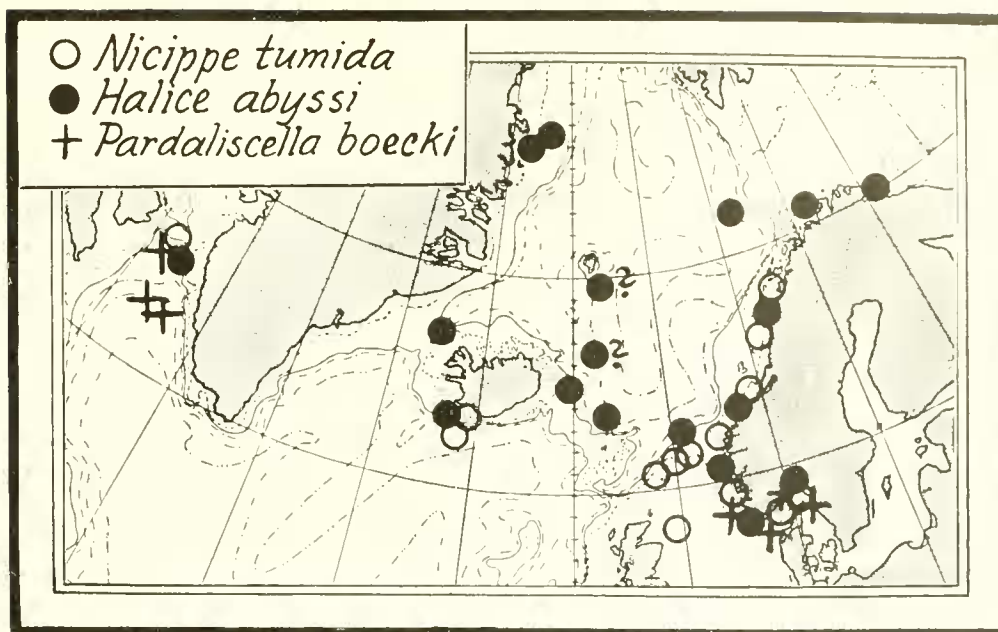 Nicippe tumida
Halice abyssi
Pardaliscella boecki
?
?